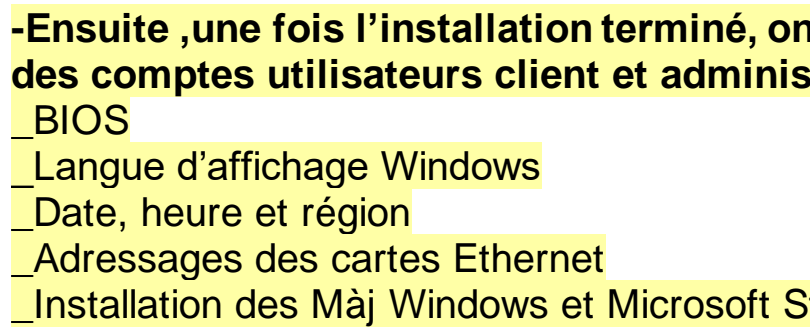 -Ensuite ,une fois l’installation terminé, on
des comptes utilisateurs client et adminis
_BIOS
_Langue d’affichage Windows
_Date, heure et région
_Adressages des cartes Ethernet
_Installation des Màj Windows et Microsoft S